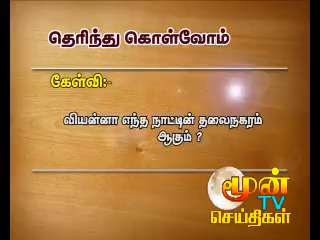 தெரிந்து கொள்வோம்
கேள்வி:-
வியன்னா எந்த நாட்டின் தலைநகரம்
ஆகும் ?
மூன்
TV
செய்திகள்